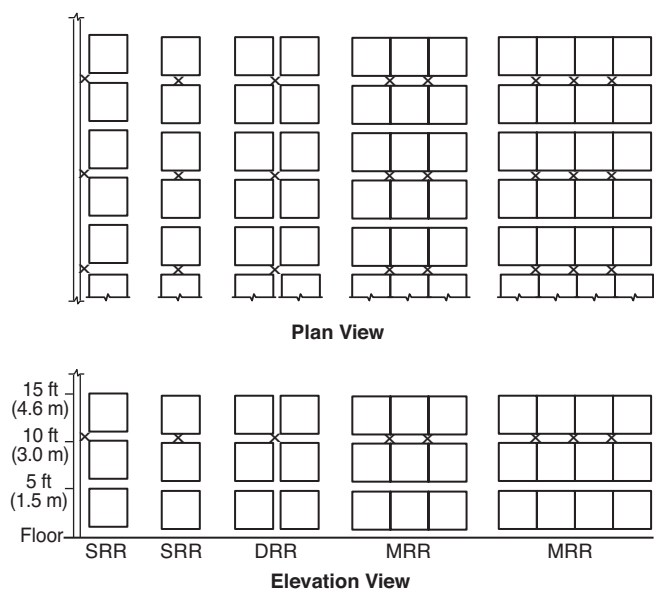 Plan View
15 ft
(4.6 m)
10 ft
(3.0 m)
5 ft
(1.5 m)
Floor
SRR SRR DRR MRR MRR
Elevation View